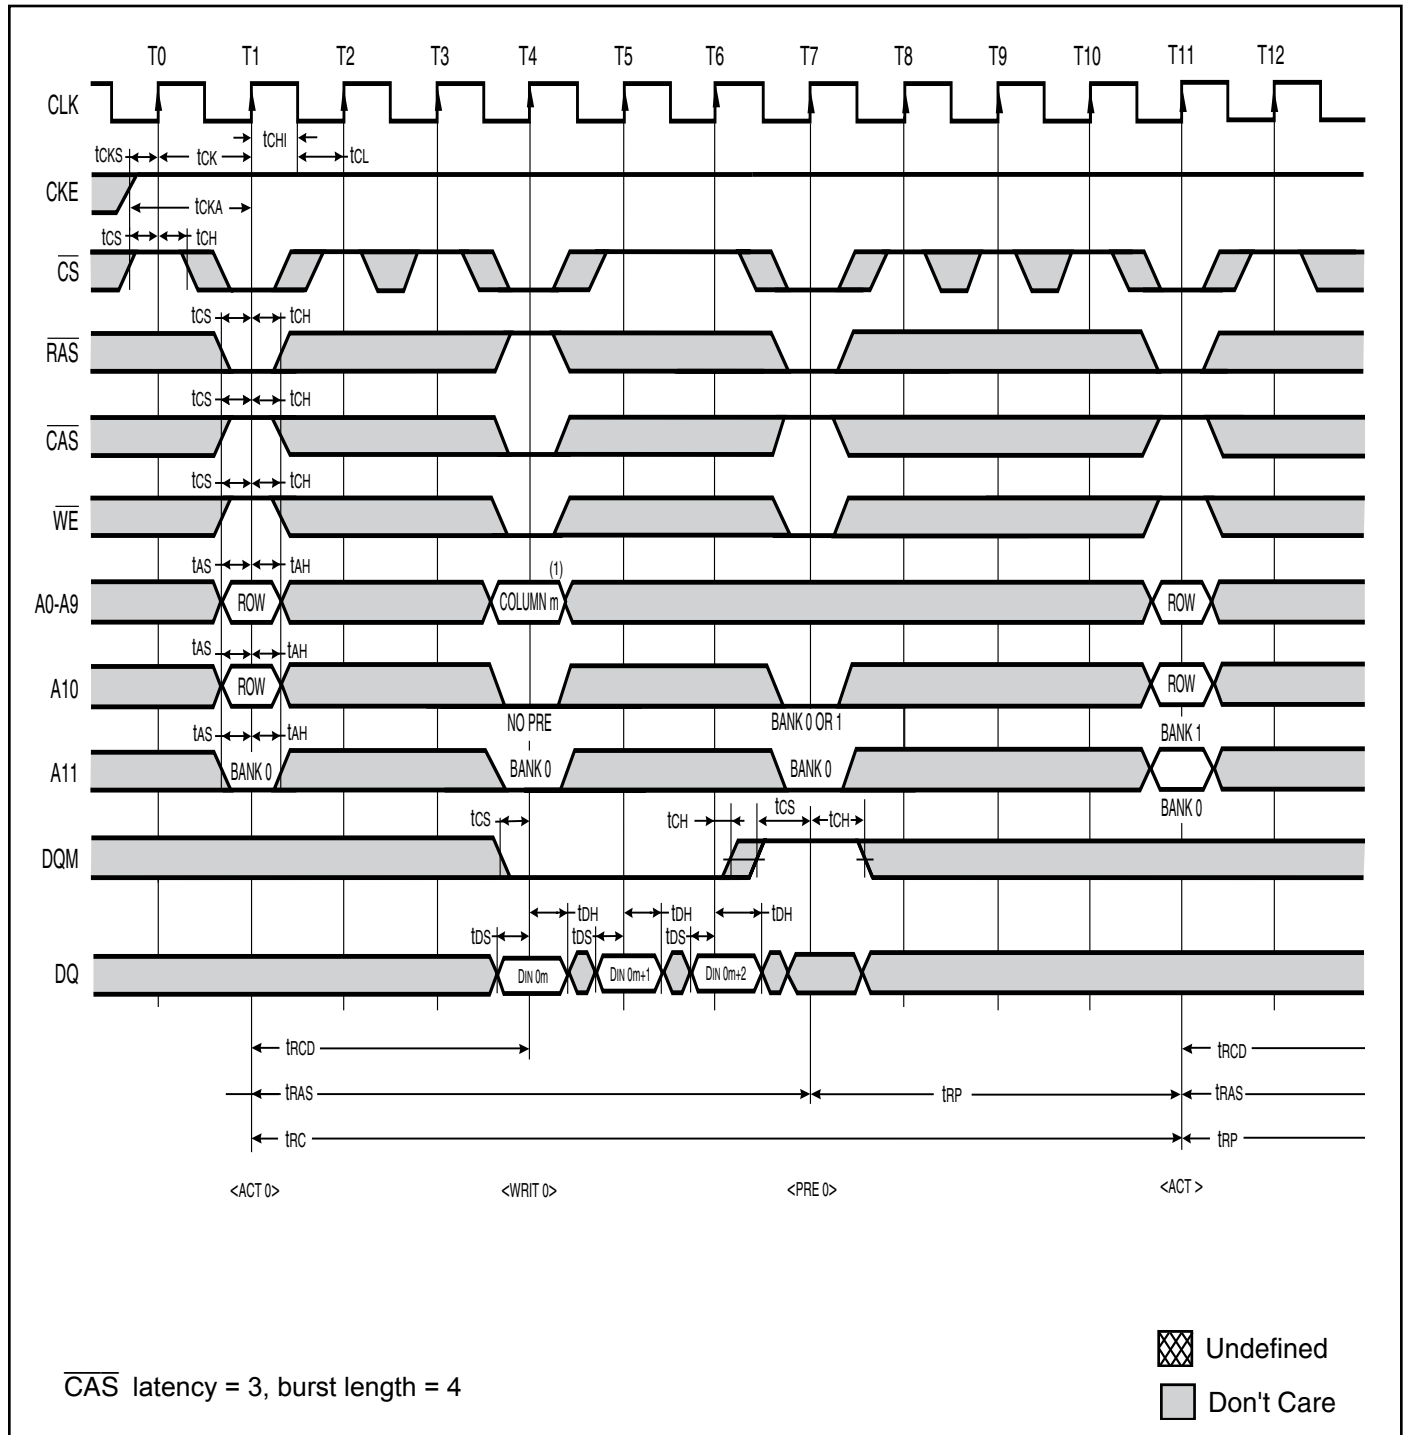 T0 T1 T2 T3 T4 T5 T6 T7 T8 T9 T10 T11 T12
CLK
tCHI
tCKS tCK tCL
CKE
tCKA
tCS tCH
CS
tCS tCH
RAS
tCS tCH
CAS
tCS tCH
WE
tAS tAH (1)
A0-A9 ROW COLUMN m ROW
tAS tAH
A10 ROW ROW
NO PRE BANK 0 OR 1
tAS tAH BANK 1
A11 BANK 0 BANK 0 BANK 0
BANK 0
tCS tCH tCS tCH
DQM
tDH tDH tDH
tDS tDS tDS
DQ DIN 0m DIN 0m+1 DIN 0m+2
tRCD tRCD
tRAS tRP tRAS
tRC tRP
<ACT 0> <WRIT 0> <PRE 0> <ACT >
Undefined
CAS latency = 3, burst length = 4
Don't Care